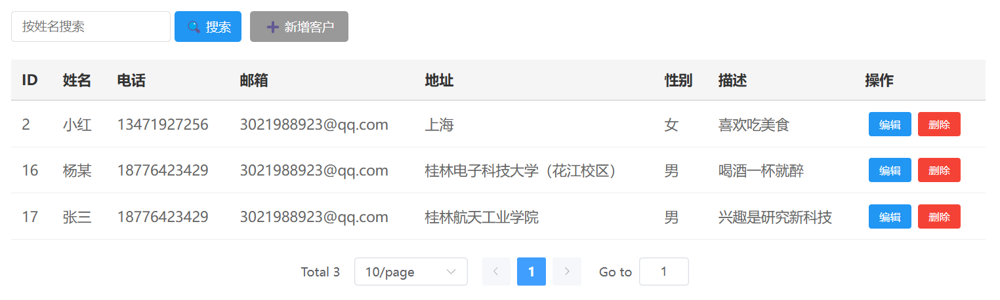 按姓名搜索 🔍 搜索 ➕ 新增客户
ID 姓名 电话 邮箱 地址 性别 描述 操作
2 小红 13471927256 3021988923@qq.com 上海 女 喜欢吃美食 编辑 删除
16 杨某 18776423429 3021988923@qq.com 桂林电子科技大学（花江校区） 男 喝酒一杯就醉 编辑 删除
17 张三 18776423429 3021988923@qq.com 桂林航天工业学院 男 兴趣是研究新科技 编辑 删除
Total 3 10/page 1 Go to 1